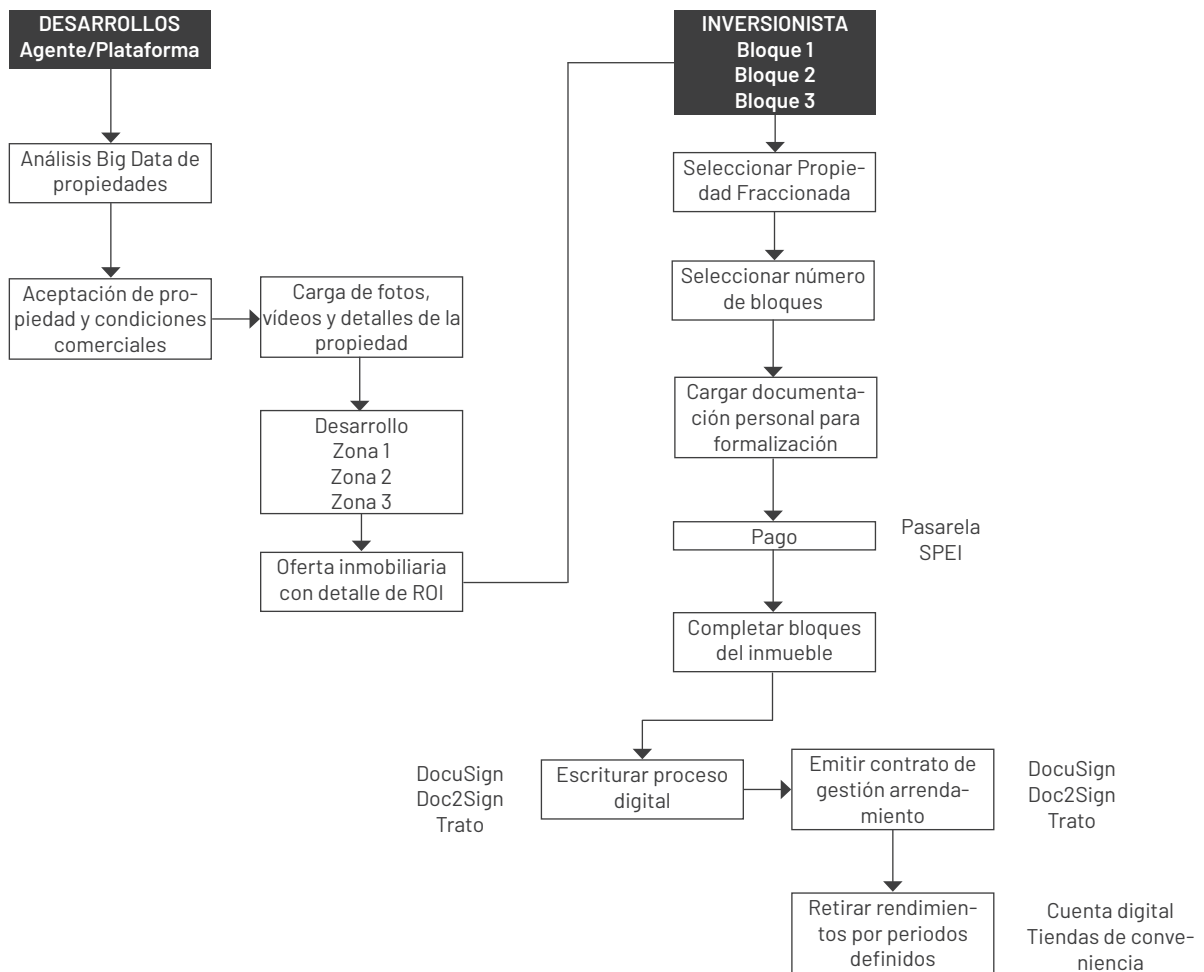 DESARROLLOS
Agente/Plataforma
Análisis Big Data de
propiedades
Aceptación de pro-
piedad y condiciones
comerciales
Carga de fotos,
vídeos y detalles de la
propiedad
Desarrollo
Zona 1
Zona 2
Zona 3
Oferta inmobiliaria
con detalle de ROI
INVERSIONISTA
Bloque 1
Bloque 2
Bloque 3
Seleccionar Propie-
dad Fraccionada
Seleccionar número
de bloques
Cargar documenta-
ción personal para
formalización
Pago
Pasarela
SPEI
Completar bloques
del inmueble
DocuSign
Doc2Sign
Trato
Escriturar proceso
digital
Emitir contrato de
gestión arrenda-
miento
DocuSign
Doc2Sign
Trato
Retirar rendimien-
tos por periodos
definidos
Cuenta digital
Tiendas de conve-
niencia